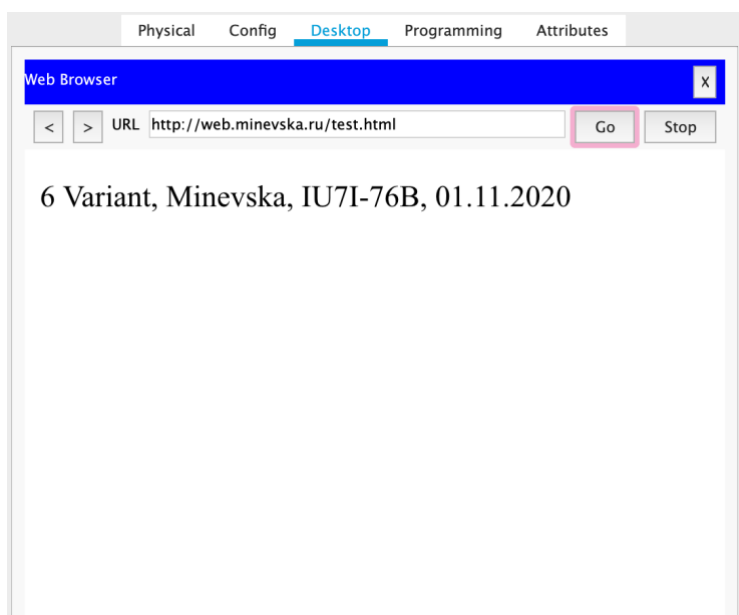 Physical Config Desktop Programming Attributes
Web Browser X
< > URL http://web.minevska.ru/test.html Go Stop
6 Variant, Minevska, IU7I-76B, 01.11.2020